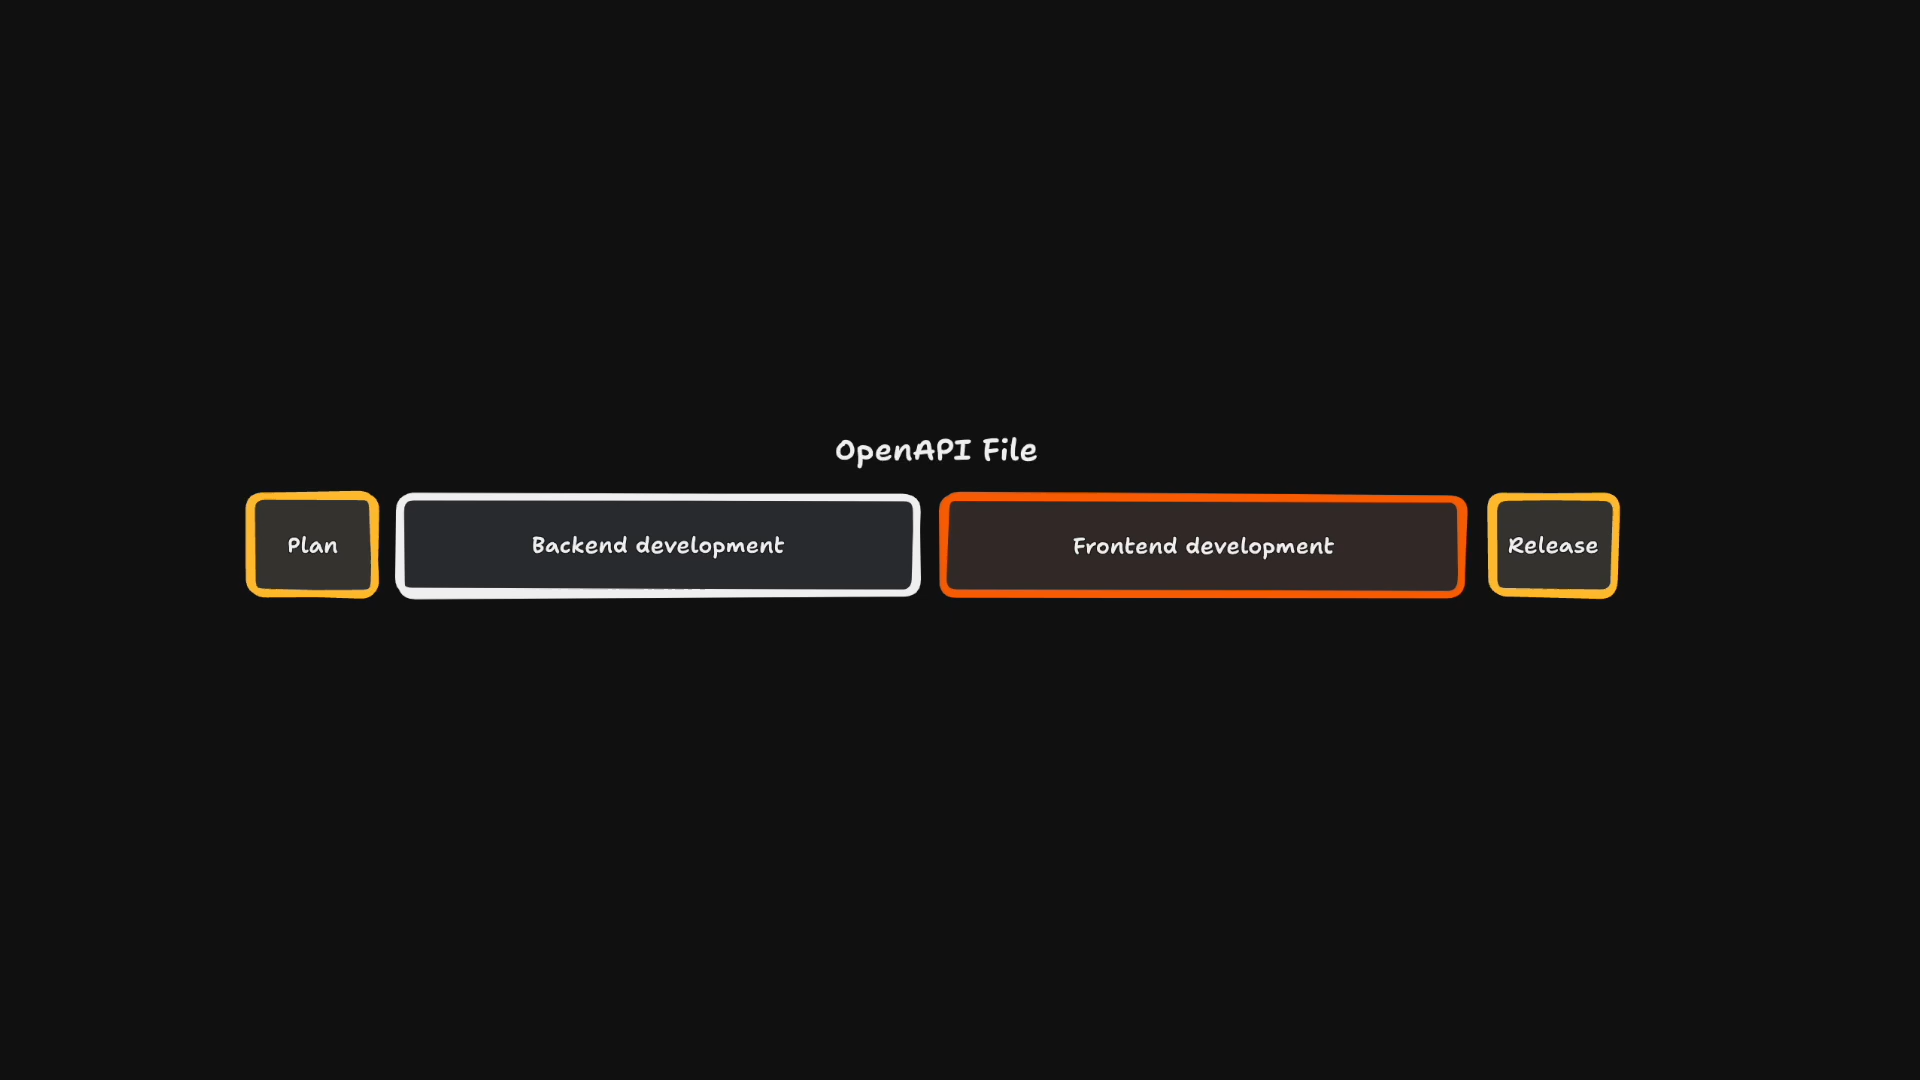 OpenAPI File
Plan
Backend development
Frontend development
Release